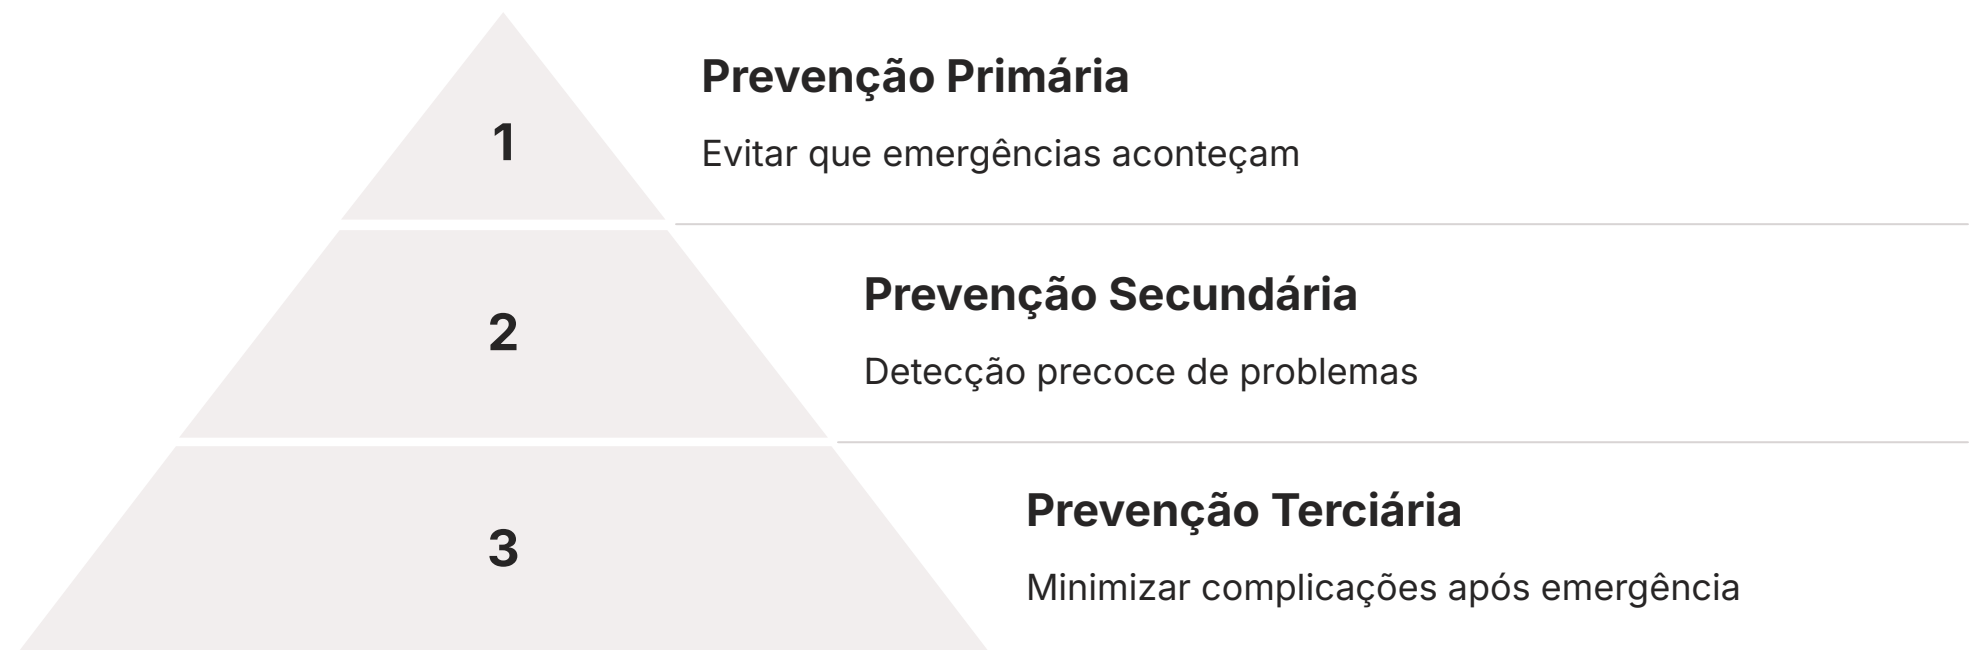 1
Prevenção Primária
Evitar que emergências aconteçam
2
Prevenção Secundária
Detecção precoce de problemas
3
Prevenção Terciária
Minimizar complicações após emergência